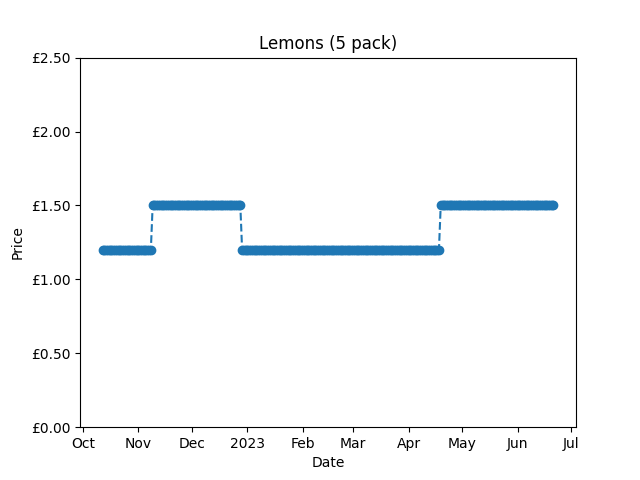 Lemons (5 pack)
£2.50
£2.00
£1.50
£1.00
£0.50
£0.00
Price
Oct Nov Dec 2023 Feb Mar Apr May Jun Jul
Date